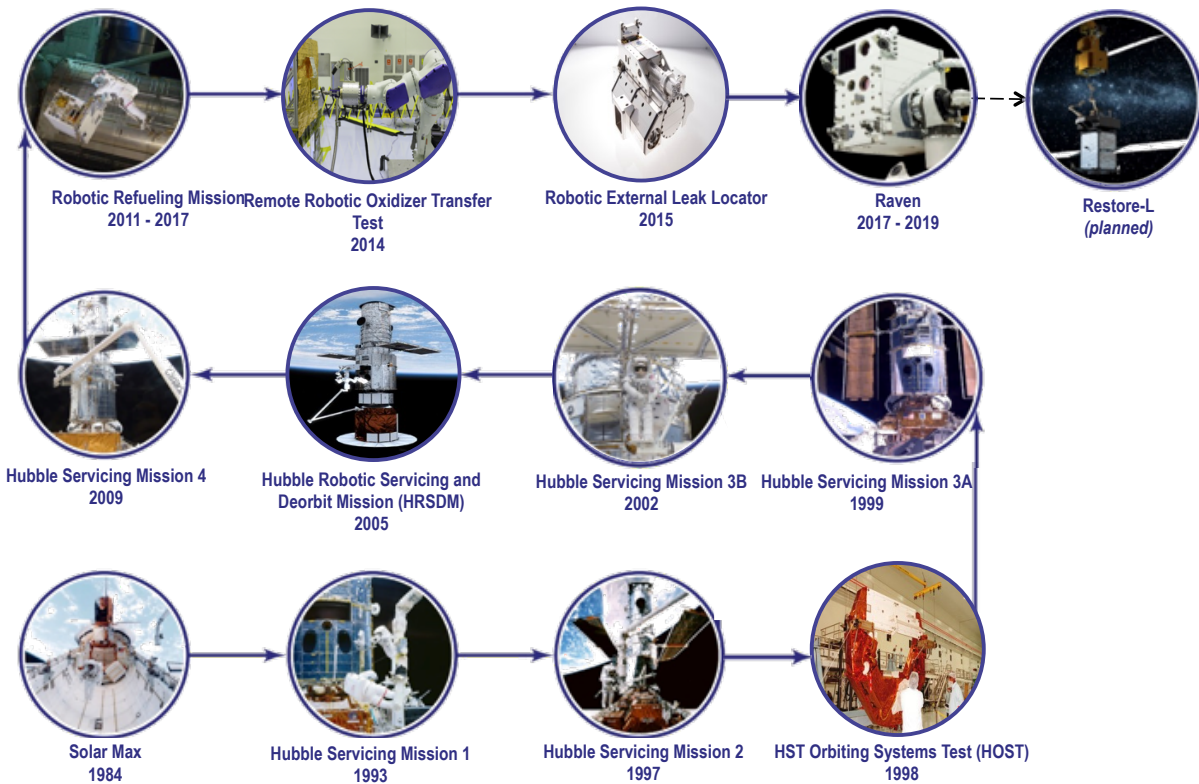 Robotic Refueling Mission
2011 - 2017
Remote Robotic Oxidizer Transfer
Test
2014
Robotic External Leak Locator
2015
Raven
2017 - 2019
Restore-L
(planned)
Hubble Servicing Mission 4
2009
Hubble Robotic Servicing and
Deorbit Mission (HRSDM)
2005
Hubble Servicing Mission 3B
2002
Hubble Servicing Mission 3A
1999
Solar Max
1984
Hubble Servicing Mission 1
1993
Hubble Servicing Mission 2
1997
HST Orbiting Systems Test (HOST)
1998